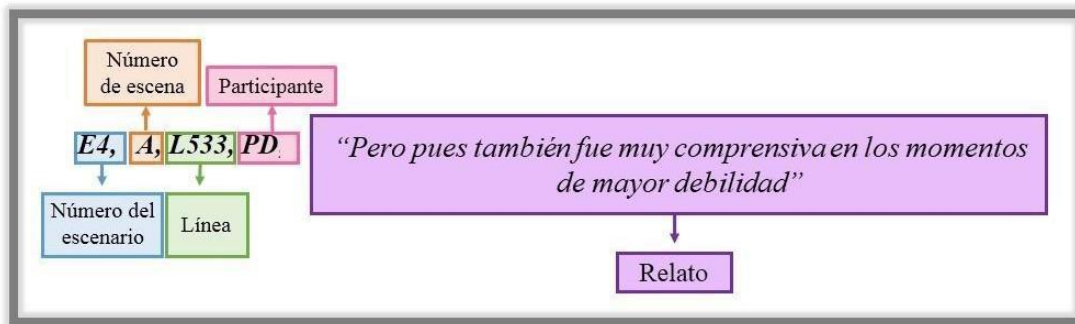 Número
de escena
Participante
E4, A, L533, PD.
“Pero pues también fue muy comprensiva en los momentos
de mayor debilidad”
Número del
escenario
Línea
Relato